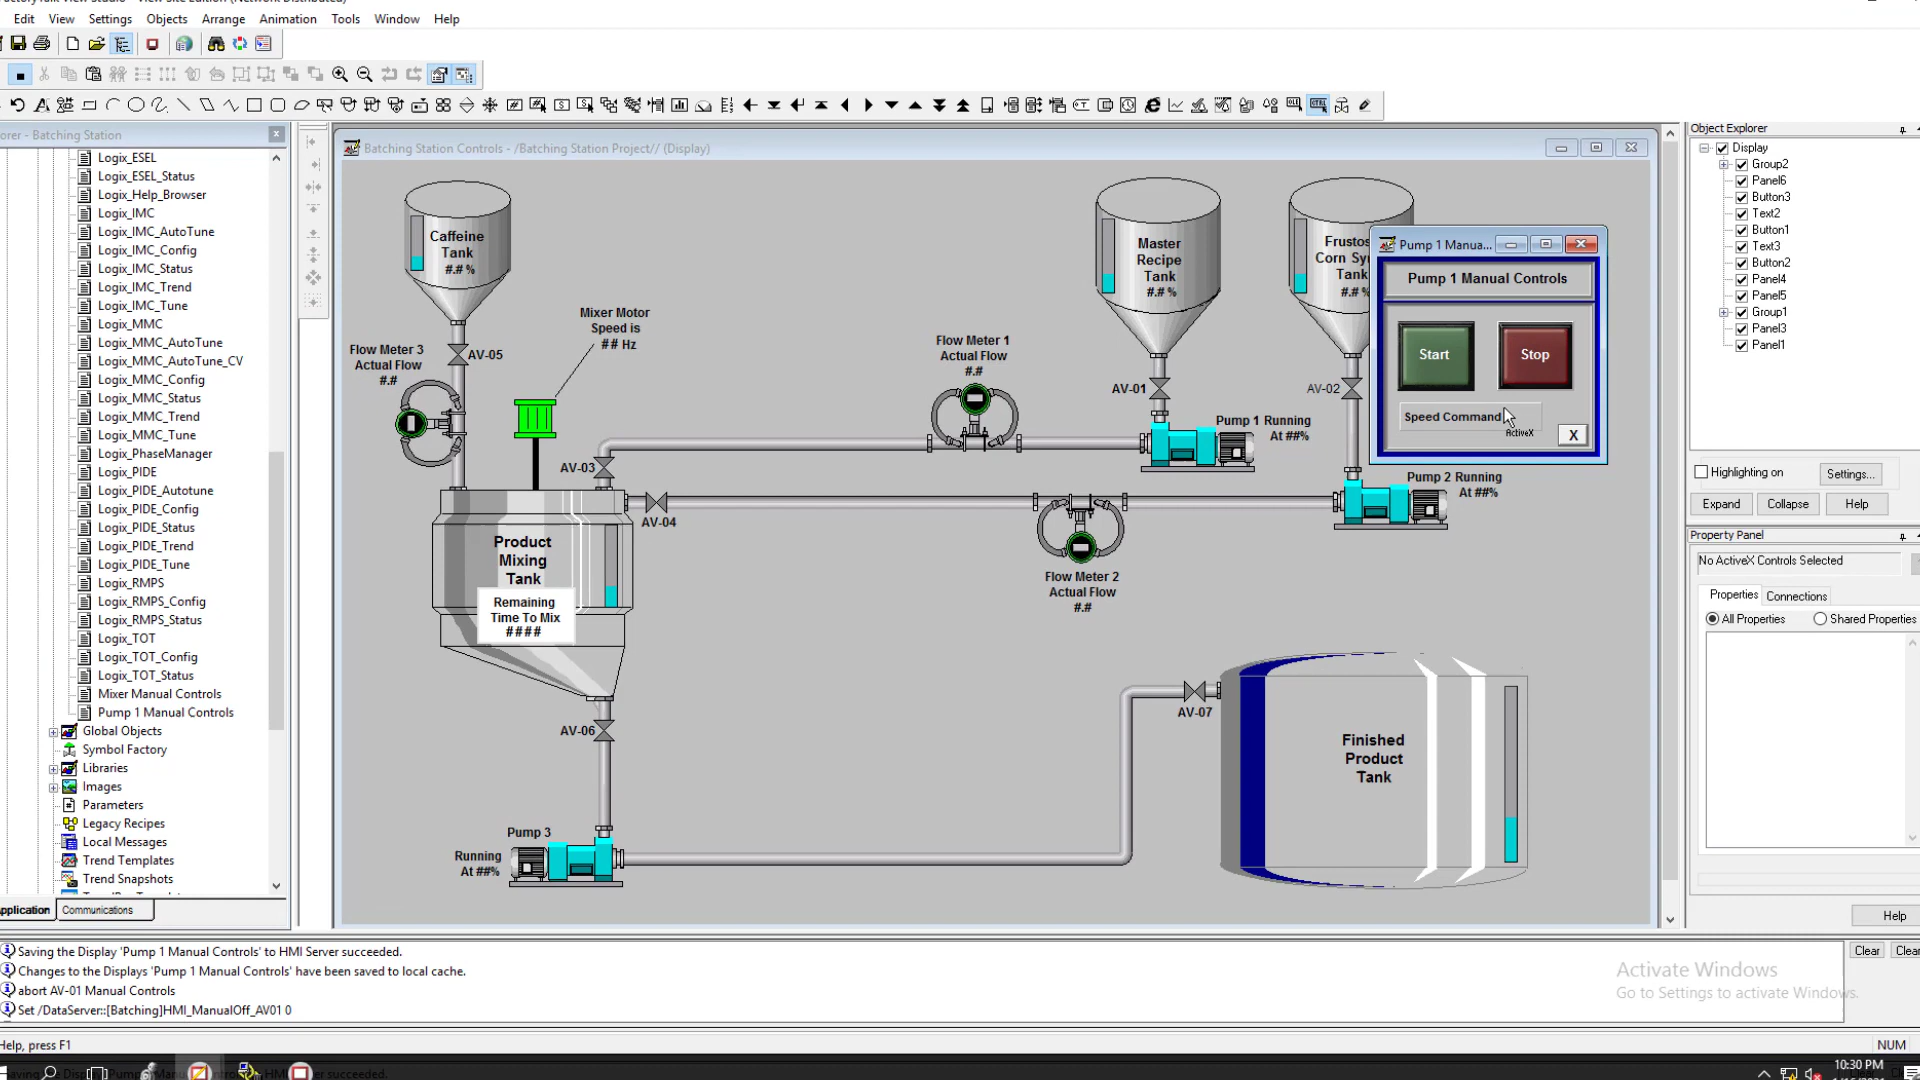 Edit View Settings Objects Arrange Animation Tools Window Help
orer - Batching Station
Logix_ESEL
Logix_ESEL_Status
Logix_Help_Browser
Logix_IMC
Logix_IMC_AutoTune
Logix_IMC_Config
Logix_IMC_Status
Logix_IMC_Trend
Logix_IMC_Tune
Logix_MMC
Logix_MMC_AutoTune
Logix_MMC_AutoTune_CV
Logix_MMC_Config
Logix_MMC_Status
Logix_MMC_Trend
Logix_MMC_Tune
Logix_PhaseManager
Logix_PIDE
Logix_PIDE_Autotune
Logix_PIDE_Config
Logix_PIDE_Status
Logix_PIDE_Trend
Logix_PIDE_Tune
Logix_RMPS
Logix_RMPS_Config
Logix_RMPS_Status
Logix_TOT
Logix_TOT_Config
Logix_TOT_Status
Mixer Manual Controls
Pump 1 Manual Controls
Global Objects
Symbol Factory
Libraries
Images
Parameters
Legacy Recipes
Local Messages
Trend Templates
Trend Snapshots
pplication Communications
Batching Station Controls - /Batching Station Project// (Display)
Caffeine
Tank
#.# %
Flow Meter 3
Actual Flow
#.#
AV-05
Mixer Motor
Speed is
## Hz
Flow Meter 1
Actual Flow
#.#
Master
Recipe
Tank
#.# %
AV-01
Pump 1 Running
At ##%
Frustos
Corn Sy
Tank
#.#
AV-02
Pump 1 Manua...
Pump 1 Manual Controls
Start
Stop
Speed Command
ActiveX
X
Pump 2 Running
At ##%
AV-03
AV-04
Flow Meter 2
Actual Flow
#.#
Product
Mixing
Tank
Remaining
Time To Mix
####
AV-06
AV-07
Finished
Product
Tank
Pump 3
Running
At ##%
Object Explorer
Display
Group2
Panel6
Button3
Text2
Button1
Text3
Button2
Panel4
Panel5
Group1
Panel3
Panel1
Highlighting on
Settings...
Expand Collapse Help
Property Panel
No ActiveX Controls Selected
Properties Connections
All Properties Shared Properties
Help
Saving the Display 'Pump 1 Manual Controls' to HMI Server succeeded.
Changes to the Displays 'Pump 1 Manual Controls' have been saved to local cache.
abort AV-01 Manual Controls
Set /DataServer::[Batching]HMI_ManualOff_AV01 0
Clear Clear
Activate Windows
Go to Settings to activate Windows.
Help, press F1
NUM
10:30 PM